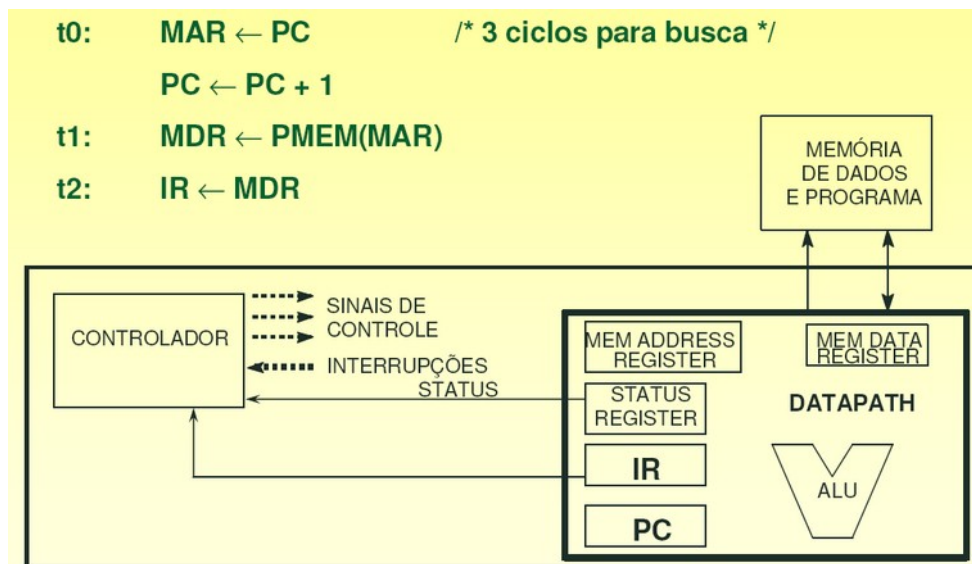 t0: MAR ← PC /* 3 ciclos para busca */
PC ← PC + 1
t1: MDR ← PMEM(MAR)
t2: IR ← MDR
MEMÓRIA
DE DADOS
E PROGRAMA
CONTROLADOR
SINAIS DE
CONTROLE
INTERRUPÇÕES
STATUS
MEM ADDRESS
REGISTER
MEM DATA
REGISTER
STATUS
REGISTER
DATAPATH
IR
ALU
PC